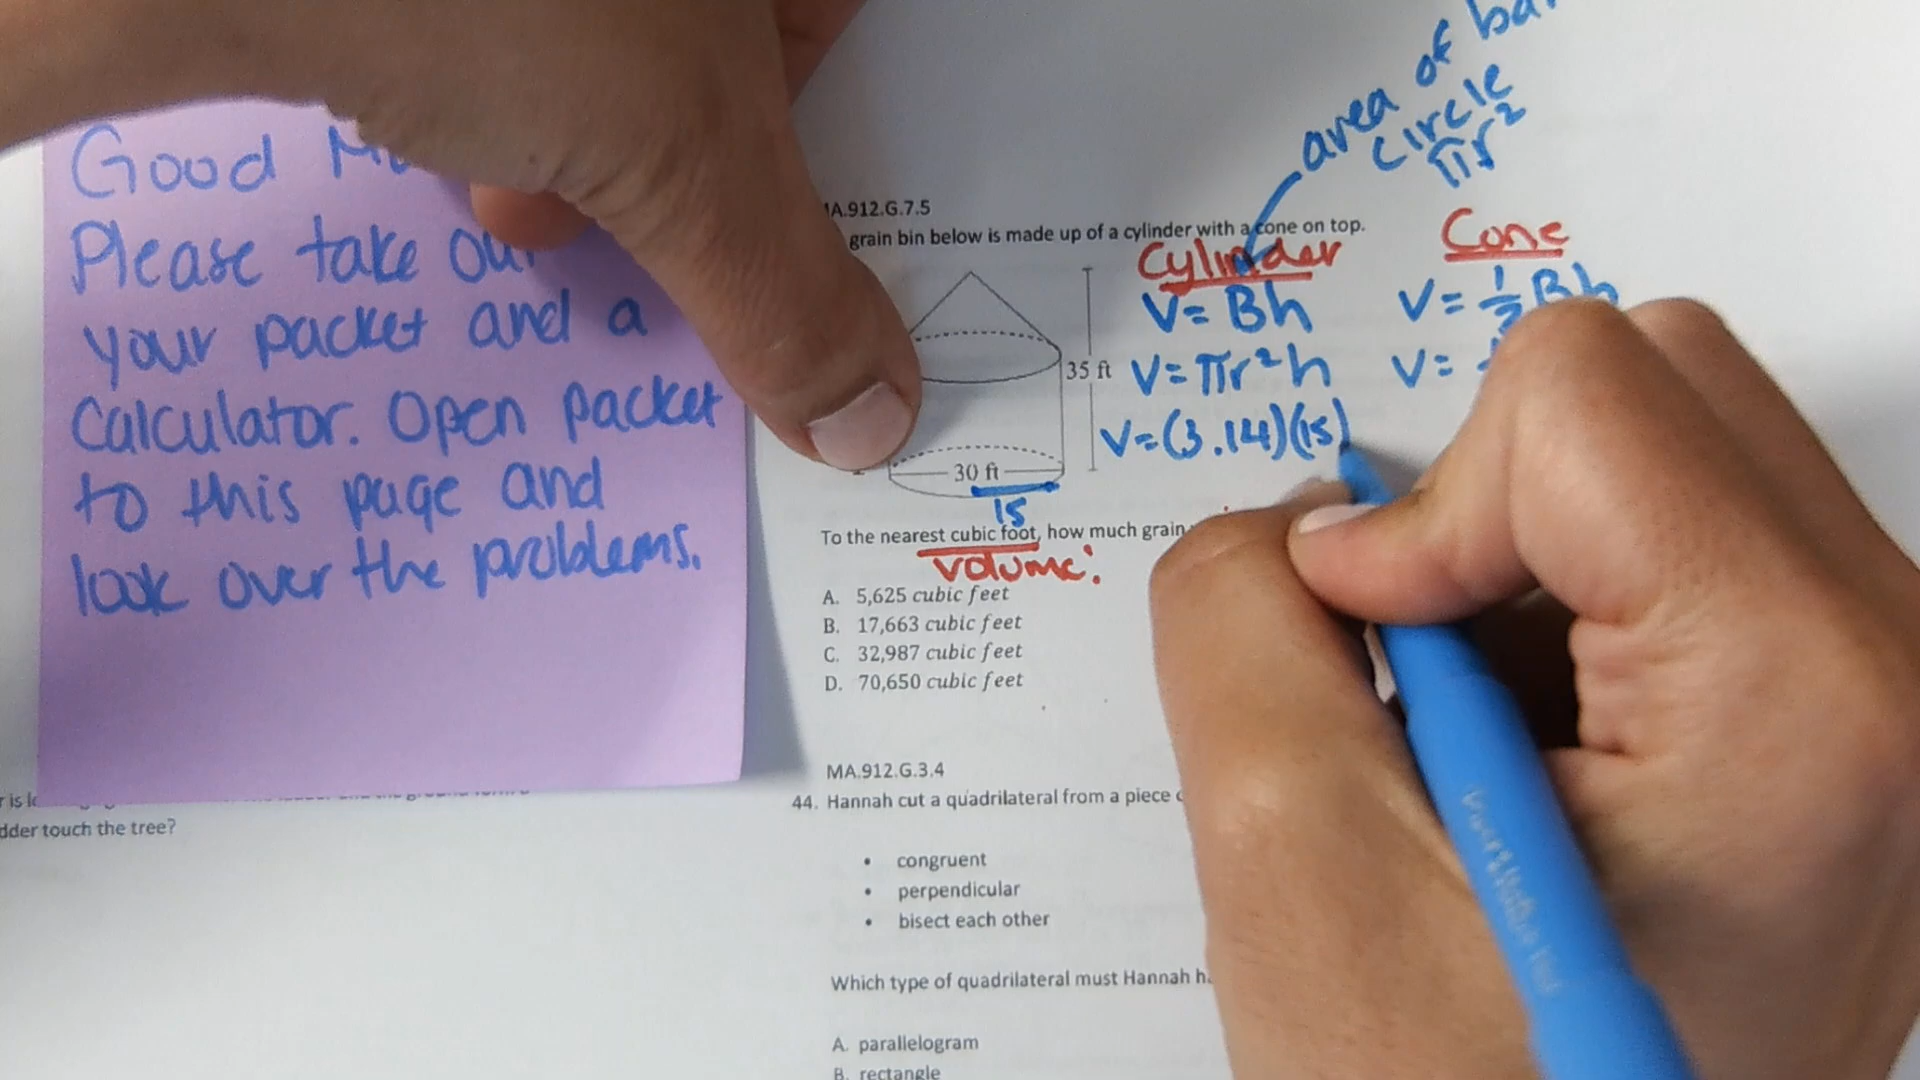 Good
Please take
your packet and a
Calculator. Open packet
to this page and
look over the problems.
area of
circle
πr²
MA.912.G.7.5
grain bin below is made up of a cylinder with a cone on top.
Cylinder
V= Bh
V= πr²h
V=(3.14)(15)
Cone
V=
V=
35 ft
30 ft
15
To the nearest cubic foot, how much grain
volume:
A. 5,625 cubic feet
B. 17,663 cubic feet
C. 32,987 cubic feet
D. 70,650 cubic feet
MA.912.G.3.4
44. Hannah cut a quadrilateral from a piece
• congruent
• perpendicular
• bisect each other
Which type of quadrilateral must Hannah
A. parallelogram
B. rectangle
is
touch the tree?